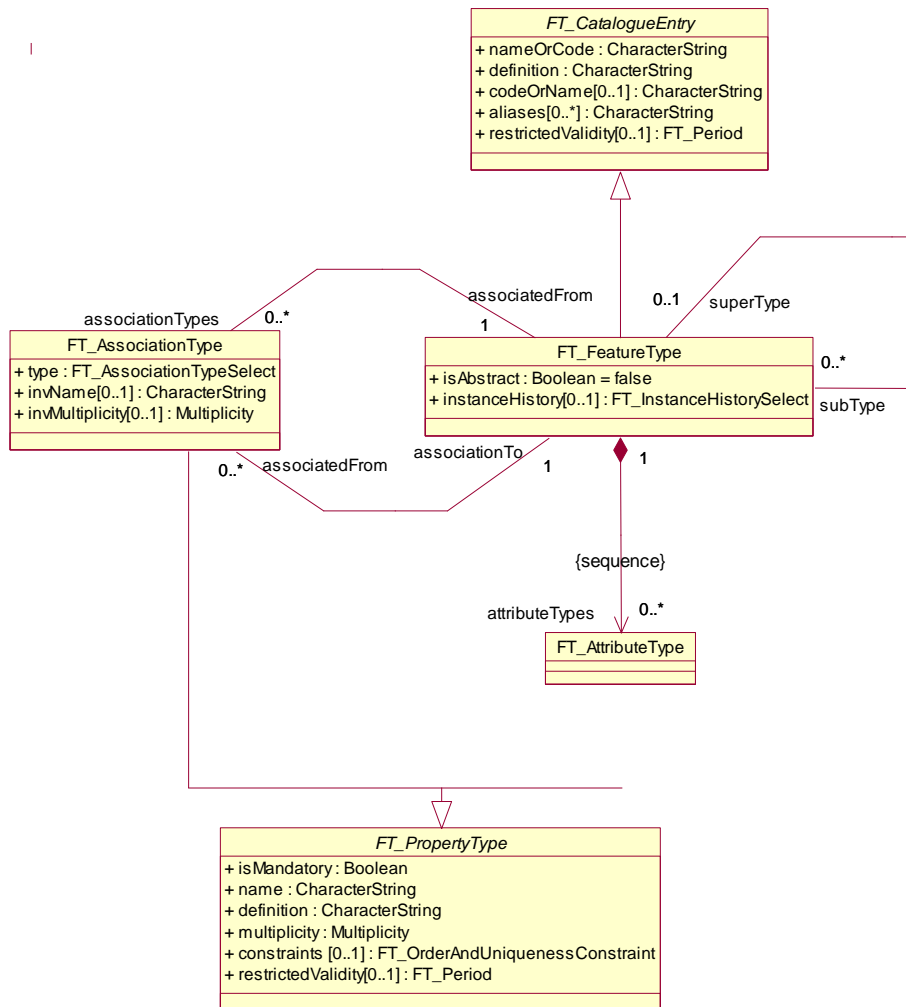 FT_CatalogueEntry
+ nameOrCode : CharacterString
+ definition : CharacterString
+ codeOrName[0..1] : CharacterString
+ aliases[0..*] : CharacterString
+ restrictedValidity[0..1] : FT_Period
associationTypes
0..*
associatedFrom
1
0..1
superType
FT_AssociationType
+ type : FT_AssociationTypeSelect
+ invName[0..1] : CharacterString
+ invMultiplicity[0..1] : Multiplicity
FT_FeatureType
+ isAbstract : Boolean = false
+ instanceHistory[0..1] : FT_InstanceHistorySelect
0..*
subType
0..*
associatedFrom
associationTo
1
1
{sequence}
attributeTypes
0..*
FT_AttributeType
FT_PropertyType
+ isMandatory : Boolean
+ name : CharacterString
+ definition : CharacterString
+ multiplicity : Multiplicity
+ constraints [0..1] : FT_OrderAndUniquenessConstraint
+ restrictedValidity[0..1] : FT_Period